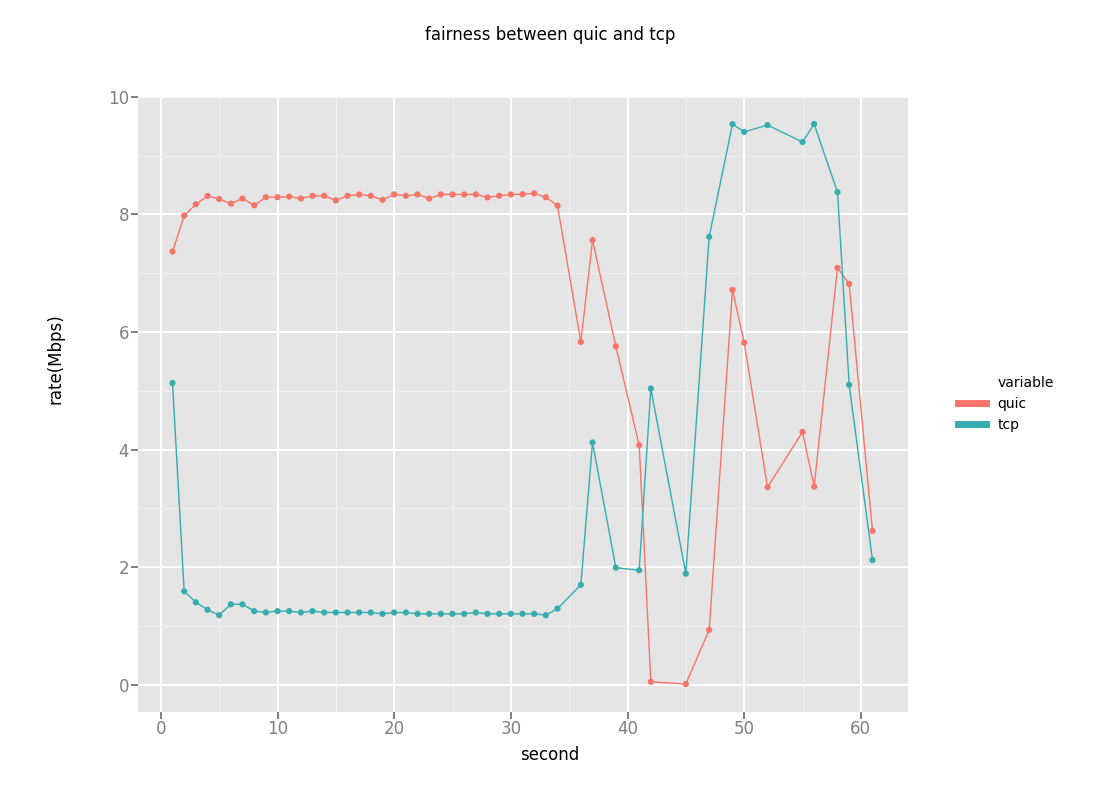 fairness between quic and tcp
10
8
6
4
2
0
rate(Mbps)
0 10 20 30 40 50 60
second
variable
quic
tcp